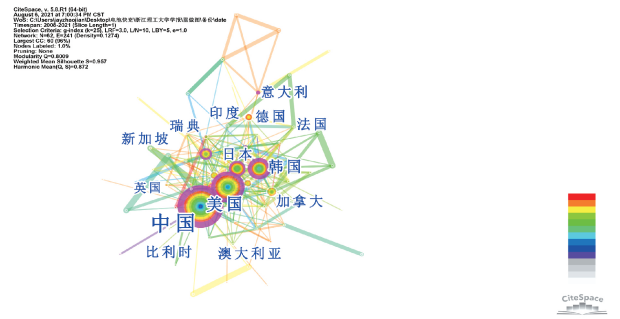 CiteSpace, v. 5.8.R1 (64-bit)
August 5, 2021 at 7:00:34 PM CST
Timespan: 2008-2021 (Slice Length=1)
Selection Criteria: g-index (k=25), LRF=3.0, L/N=10, LBY=5, e=1.0
Network: N=62, E=241 (Density=0.1274)
Largest CC: 60 (96%)
Nodes Labeled: 1.0%
Pruning: None
Modularity Q=0.8009
Weighted Mean Silhouette S=0.957
Harmonic Mean(Q, S)=0.872
意大利
印度
德国
瑞典
法国
新加坡
日本
韩国
英国
美国
加拿大
中国
比利时
澳大利亚
CiteSpace